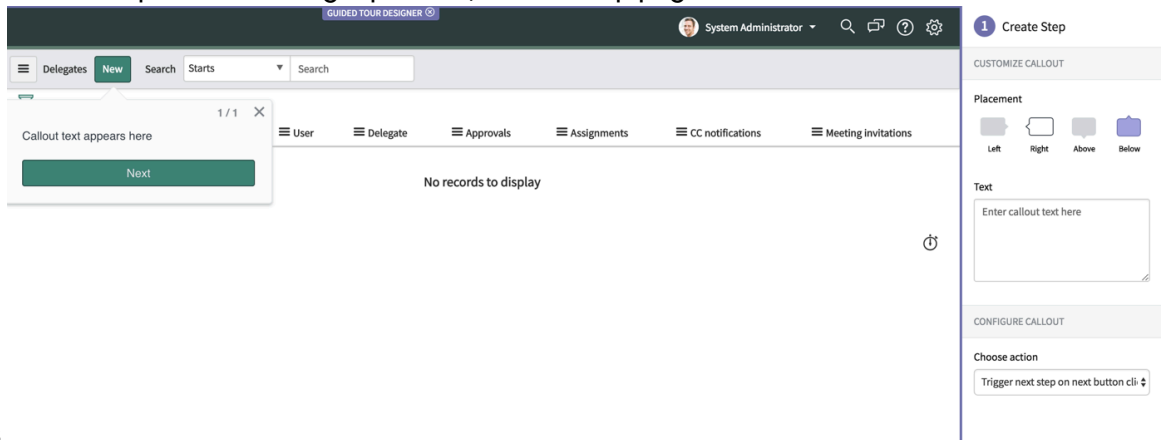 GUIDED TOUR DESIGNER
System Administrator
Delegates New Search Starts Search
1 / 1
Callout text appears here
Next
User Delegate Approvals Assignments CC notifications Meeting invitations
No records to display
1 Create Step
CUSTOMIZE CALLOUT
Placement
Left Right Above Below
Text
Enter callout text here
CONFIGURE CALLOUT
Choose action
Trigger next step on next button cli